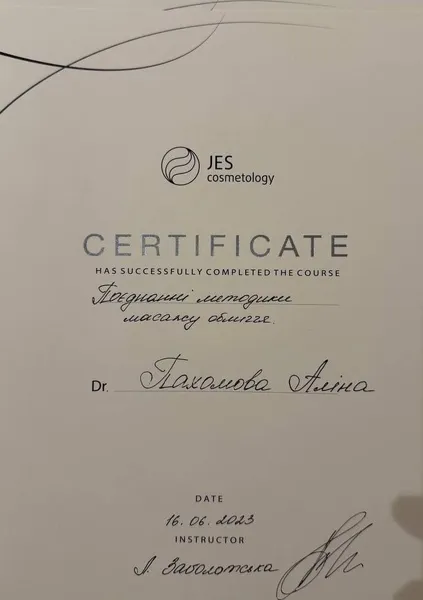 JES
cosmetology
CERTIFICATE
HAS SUCCESSFULLY COMPLETED THE COURSE
Поєднанні методики
масажу обличчя.
Dr. Пахомова Аліна
DATE
16.06.2023
INSTRUCTOR
Заболотська